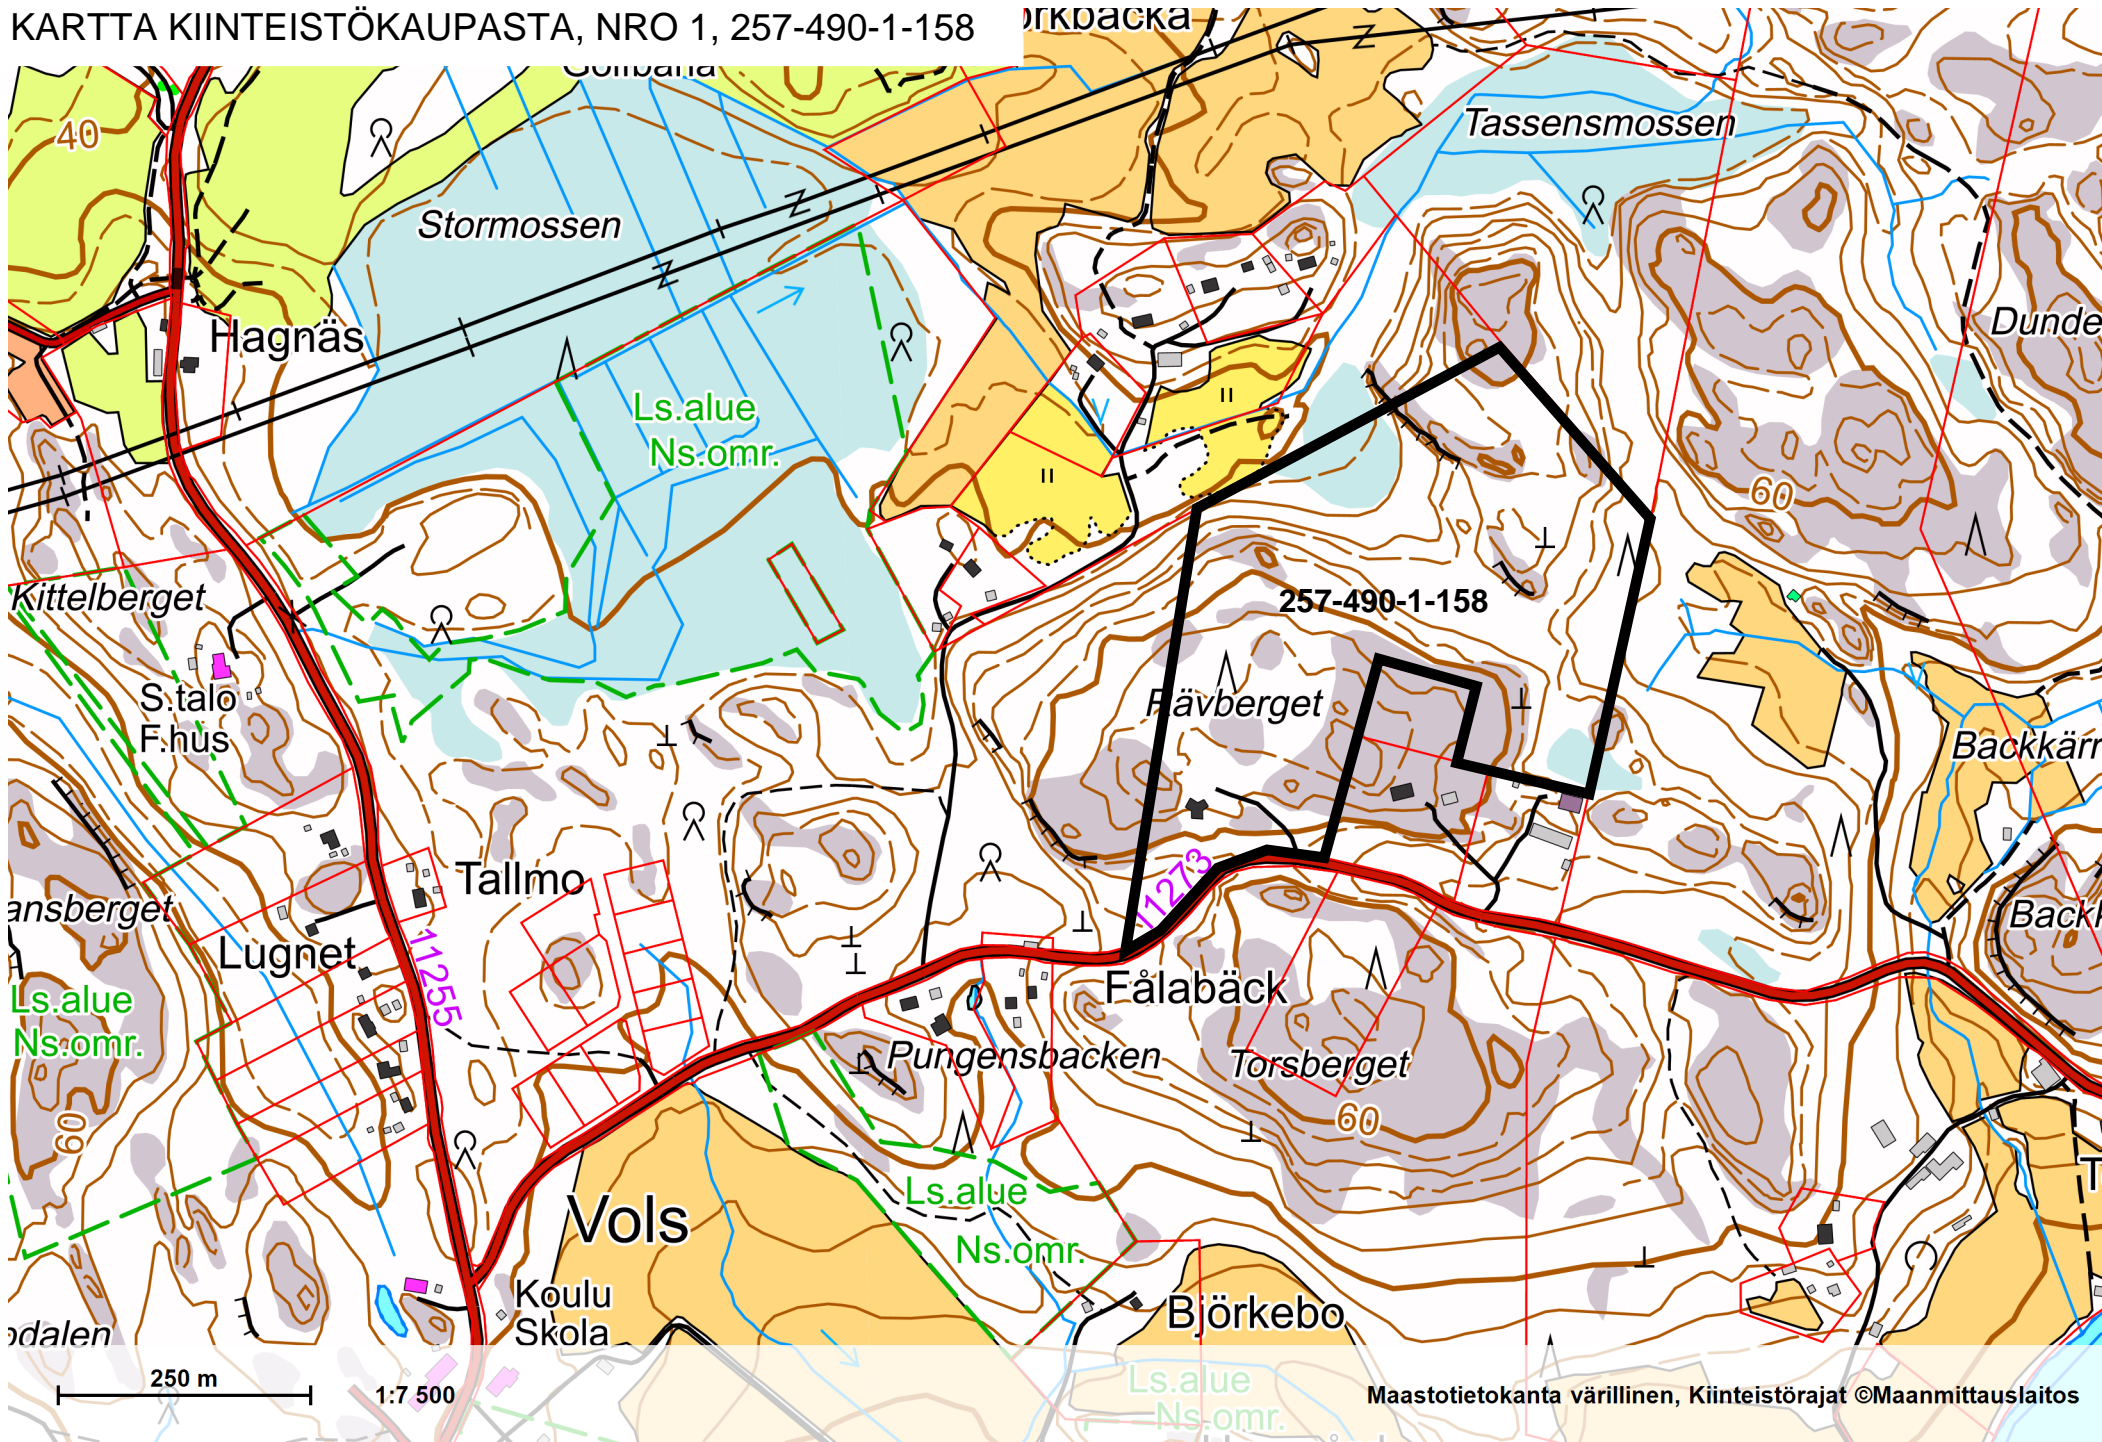 KARTTA KIINTEISTÖKAUPASTA, NRO 1, 257-490-1-158
Golfbana
40
Tassensmossen
Stormossen
Hagnäs
Ls.alue
Ns.omr.
60
257-490-1-158
Kittelberget
S.talo
F.hus
Rävberget
Backkärr
Tallmo
Lugnet
11255
11273
Ls.alue
Ns.omr.
60
Fålabäck
Pungensbacken
Torsberget
60
Vols
Ls.alue
Ns.omr.
Koulu
Skola
Björkebo
250 m
1:7 500
Ls.alue
Ns.omr.
Maastotietokanta värillinen, Kiinteistörajat ©Maanmittauslaitos